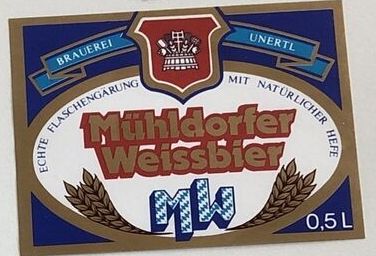 BRAUEREI UNERTL
ECHTE FLASCHENGÄRUNG MIT NATÜRLICHER HEFE
Mühldorfer
Weissbier
MW
0,5 L